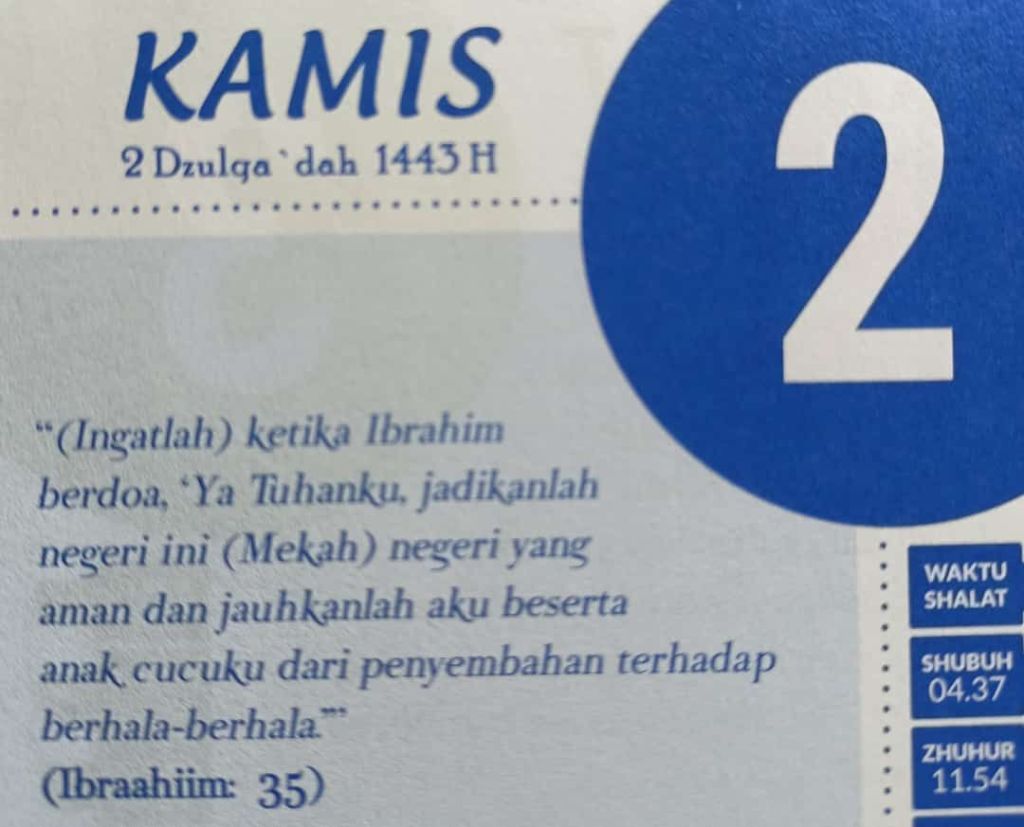 KAMIS
2 Dzulqa`dah 1443 H
2
“(Ingatlah) ketika Ibrahim
berdoa, ‘Ya Tuhanku, jadikanlah
negeri ini (Mekah) negeri yang
aman dan jauhkanlah aku beserta
anak cucuku dari penyembahan terhadap
berhala-berhala.’”
(Ibraahiim: 35)
WAKTU
SHALAT
SHUBUH
04.37
ZHUHUR
11.54